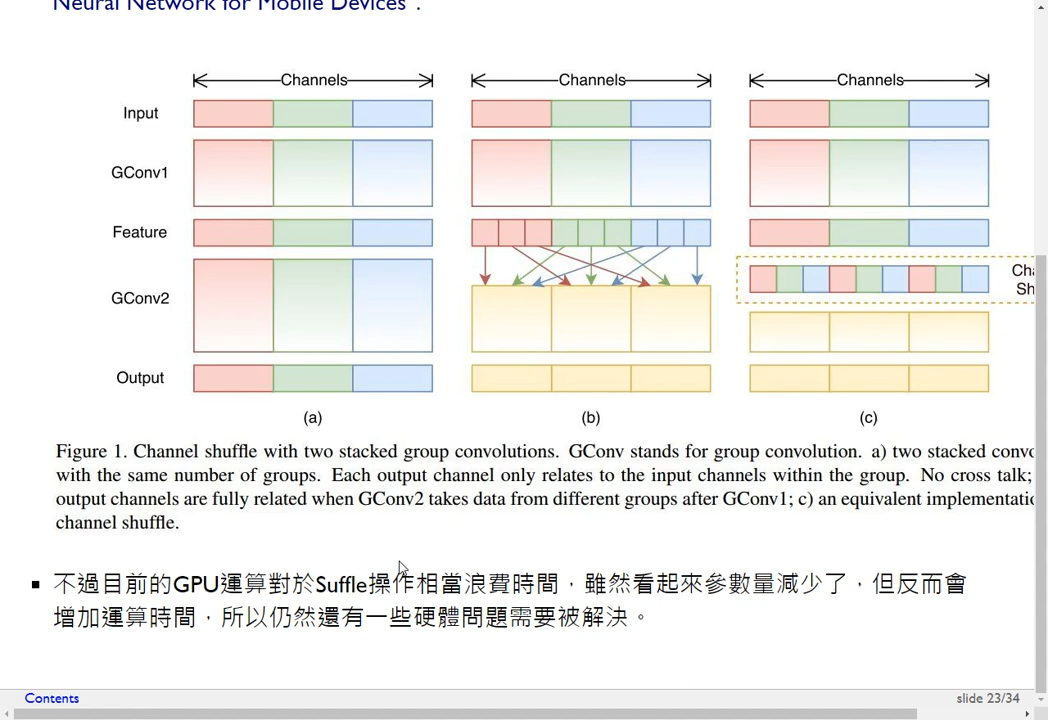 Neural Network for Mobile Devices".
Channels Channels Channels
Input
GConv1
Feature
GConv2
Output
(a) (b) (c)
Figure 1. Channel shuffle with two stacked group convolutions. GConv stands for group convolution. a) two stacked
with the same number of groups. Each output channel only relates to the input channels within the group. No cross talk;
output channels are fully related when GConv2 takes data from different groups after GConv1; c) an equivalent
channel shuffle.
▪ 不過目前的GPU運算對於Suffle操作相當浪費時間，雖然看起來參數量減少了，但反而會
增加運算時間，所以仍然還有一些硬體問題需要被解決。
Contents slide 23/34